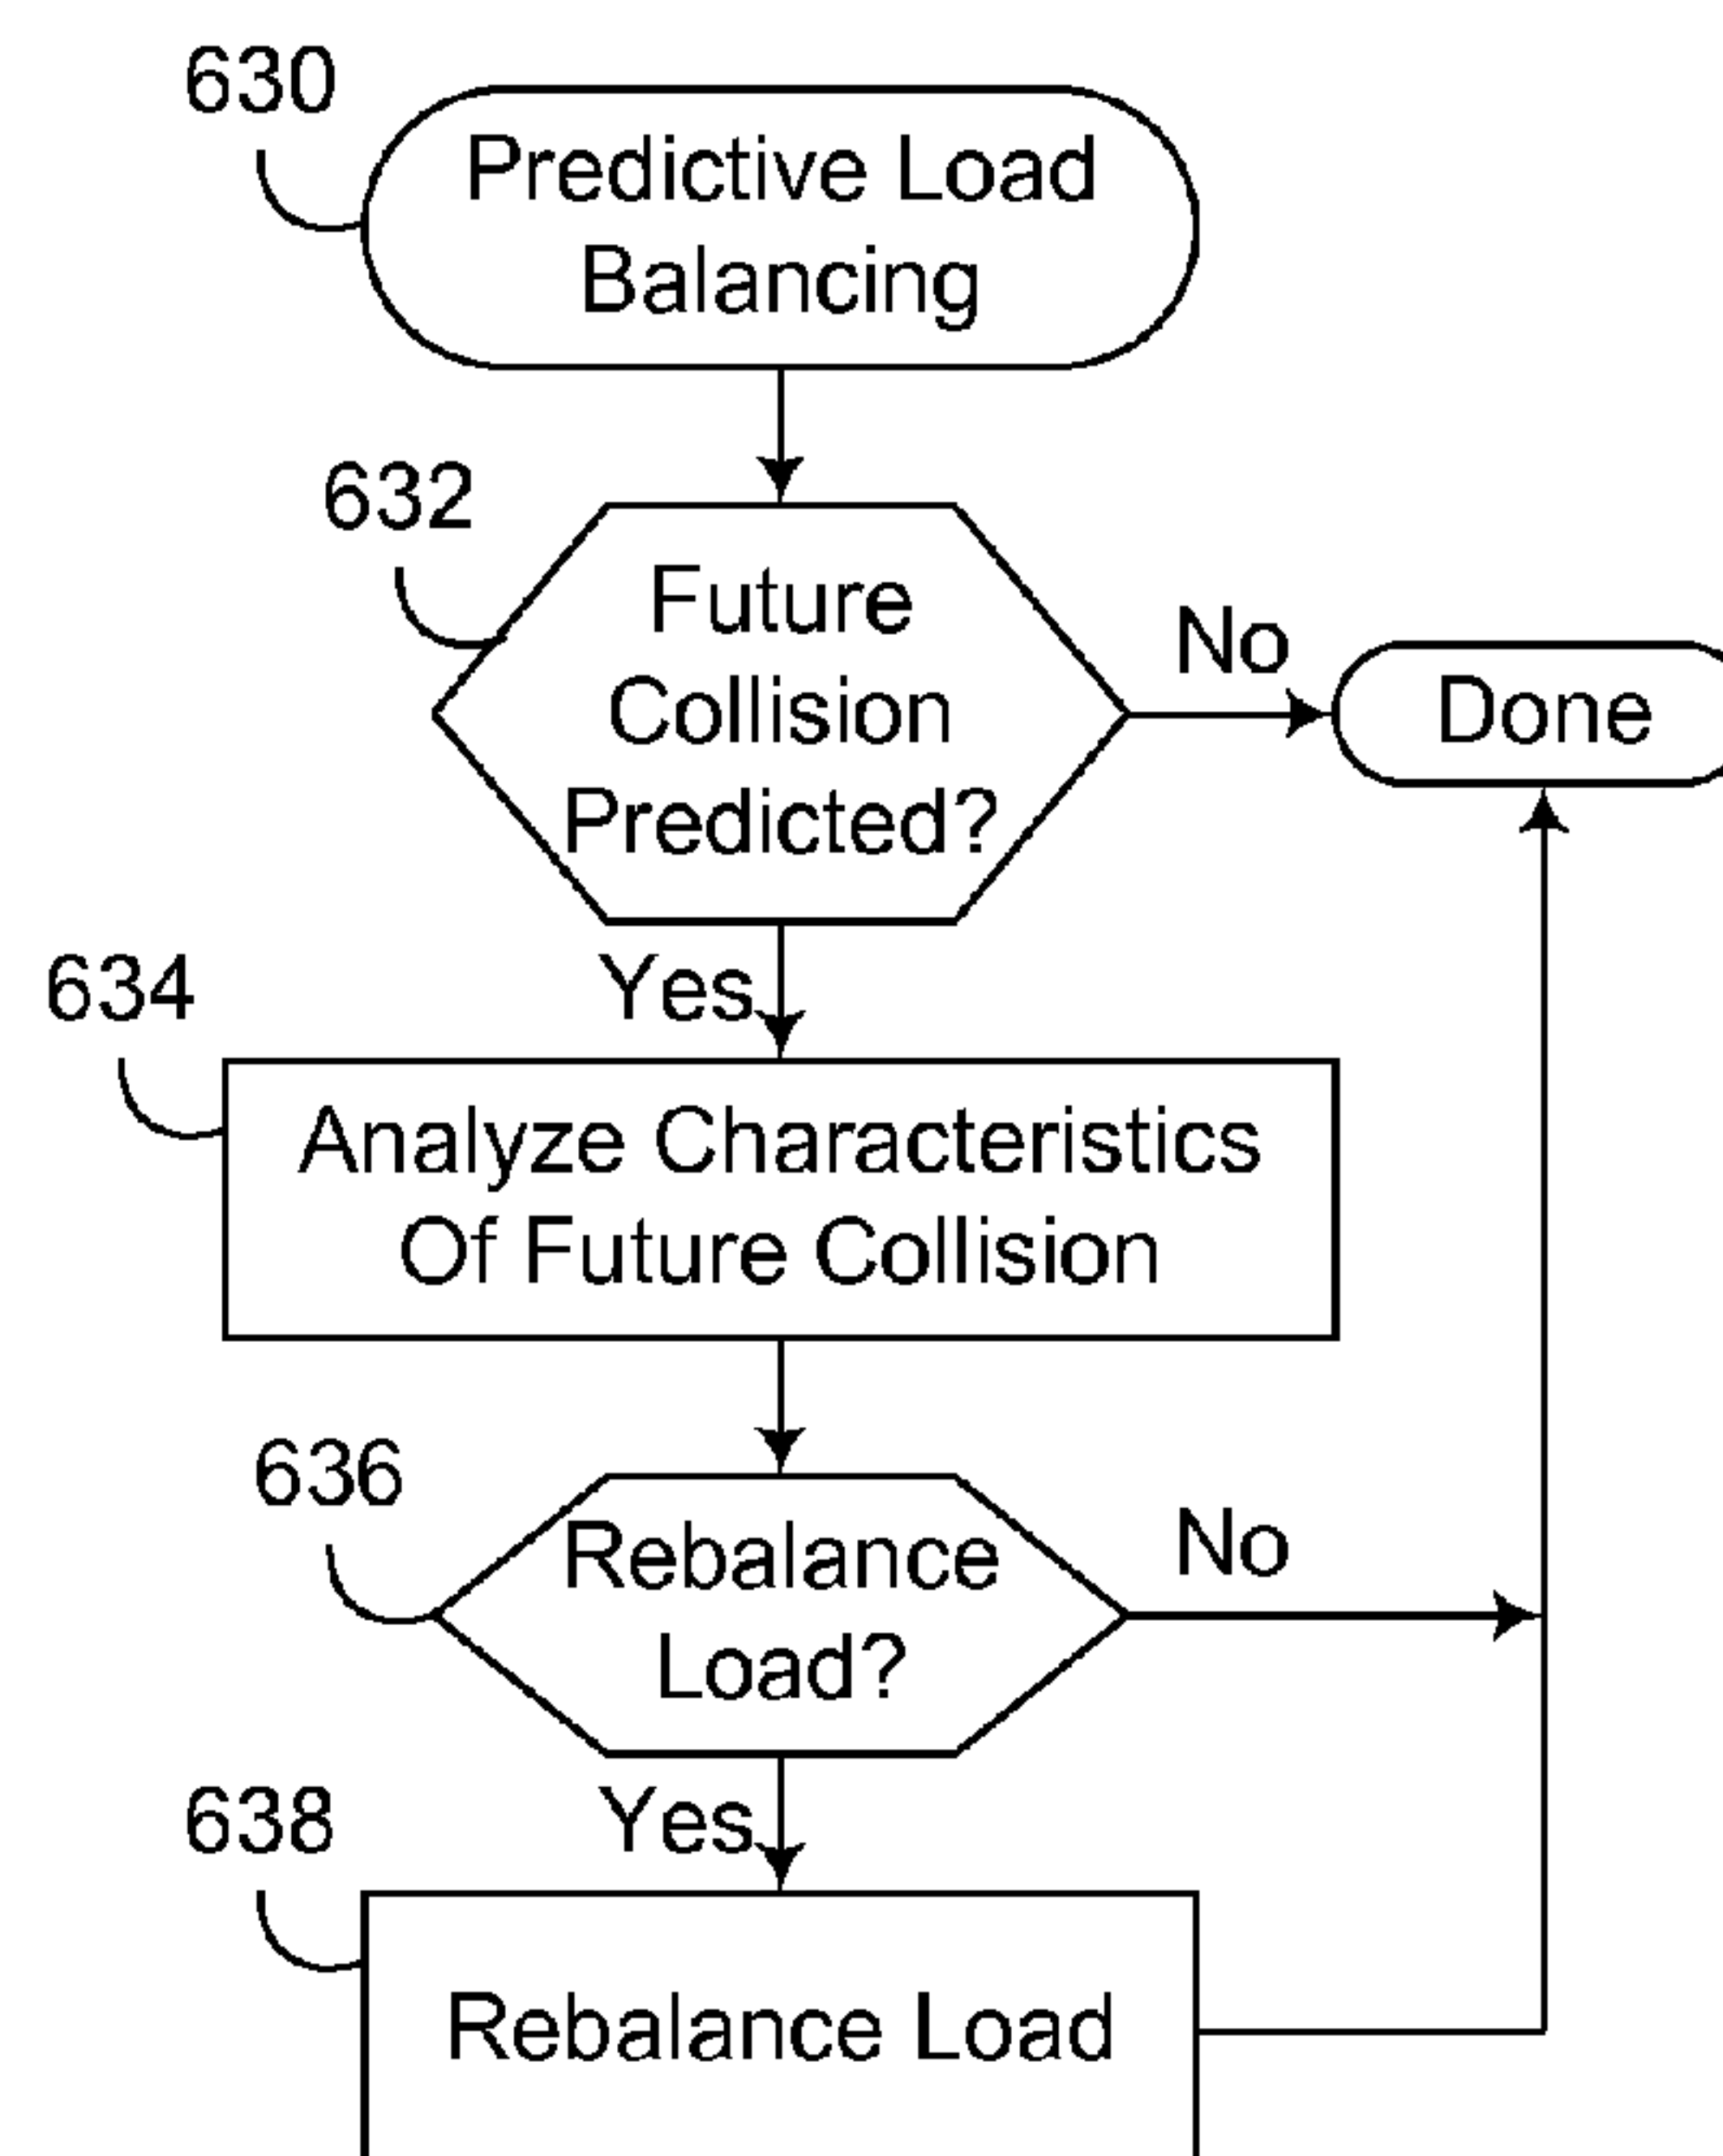 630
Predictive Load
Balancing
632
Future
Collision
Predicted?
No
Done
Yes
634
Analyze Characteristics
Of Future Collision
636
Rebalance
Load?
No
Yes
638
Rebalance Load